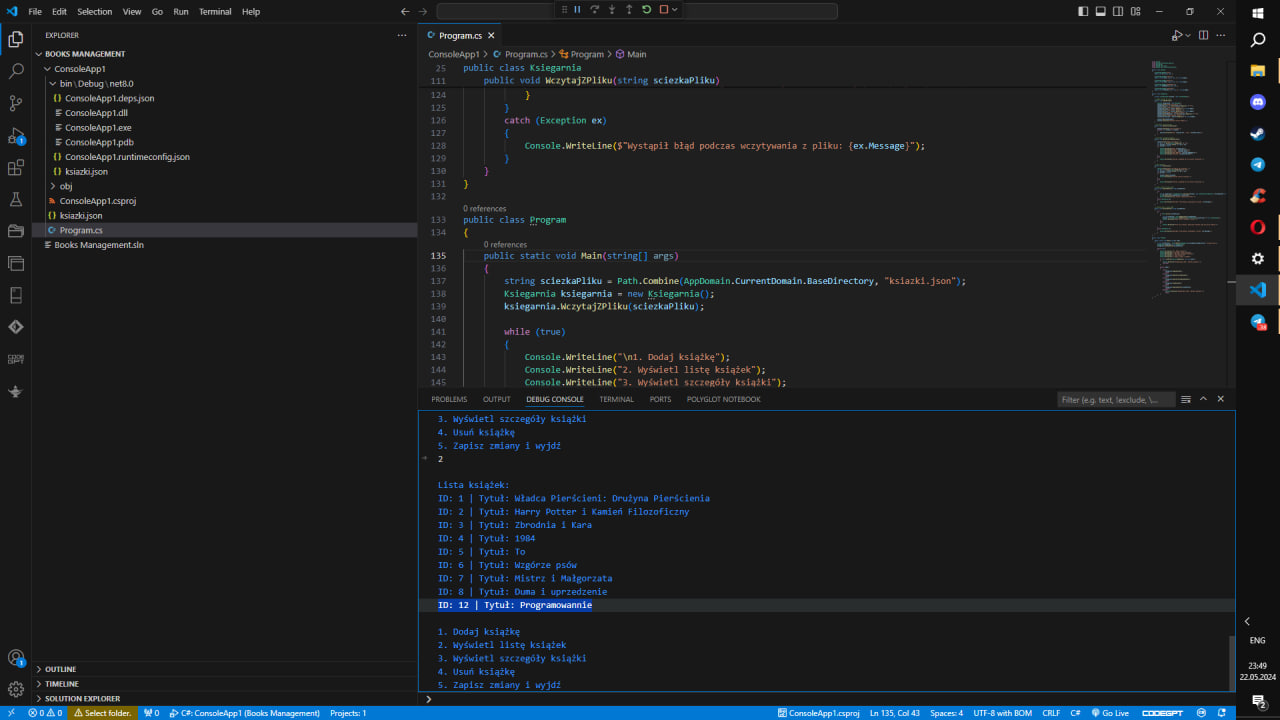 File Edit Selection View Go Run Terminal Help
EXPLORER
BOOKS MANAGEMENT
ConsoleApp1
bin\Debug\net8.0
ConsoleApp1.deps.json
ConsoleApp1.dll
ConsoleApp1.exe
ConsoleApp1.pdb
ConsoleApp1.runtimeconfig.json
ksiazki.json
obj
ConsoleApp1.csproj
ksiazki.json
Program.cs
Books Management.sln
OUTLINE
TIMELINE
SOLUTION EXPLORER
Program.cs
ConsoleApp1 > Program.cs > Program > Main
25 public class Ksiegarnia
111 public void WczytajZPliku(string sciezkaPliku)
124 }
125 }
126 catch (Exception ex)
127 {
128 Console.WriteLine($"Wystąpił błąd podczas wczytywania z pliku: {ex.Message}");
129 }
130 }
131 }
132
0 references
133 public class Program
134 {
0 references
135 public static void Main(string[] args)
136 {
137 string sciezkaPliku = Path.Combine(AppDomain.CurrentDomain.BaseDirectory, "ksiazki.json");
138 Ksiegarnia ksiegarnia = new Ksiegarnia();
139 ksiegarnia.WczytajZPliku(sciezkaPliku);
140
141 while (true)
142 {
143 Console.WriteLine("\n1. Dodaj książkę");
144 Console.WriteLine("2. Wyświetl listę książek");
145 Console.WriteLine("3. Wyświetl szczegóły książki");
PROBLEMS OUTPUT DEBUG CONSOLE TERMINAL PORTS POLYGLOT NOTEBOOK
Filter (e.g. text, !exclude, \...
3. Wyświetl szczegóły książki
4. Usuń książkę
5. Zapisz zmiany i wyjdź
2
Lista książek:
ID: 1 | Tytuł: Władca Pierścieni: Drużyna Pierścienia
ID: 2 | Tytuł: Harry Potter i Kamień Filozoficzny
ID: 3 | Tytuł: Zbrodnia i Kara
ID: 4 | Tytuł: 1984
ID: 5 | Tytuł: To
ID: 6 | Tytuł: Wzgórze psów
ID: 7 | Tytuł: Mistrz i Małgorzata
ID: 8 | Tytuł: Duma i uprzedzenie
ID: 12 | Tytuł: Programowannie
1. Dodaj książkę
2. Wyświetl listę książek
3. Wyświetl szczegóły książki
4. Usuń książkę
5. Zapisz zmiany i wyjdź
0 0 Select folder. 0 C#: ConsoleApp1 (Books Management) Projects: 1
ConsoleApp1.csproj Ln 135, Col 43 Spaces: 4 UTF-8 with BOM CRLF C# Go Live CODEGPT
ENG
23:49
22.05.2024
2